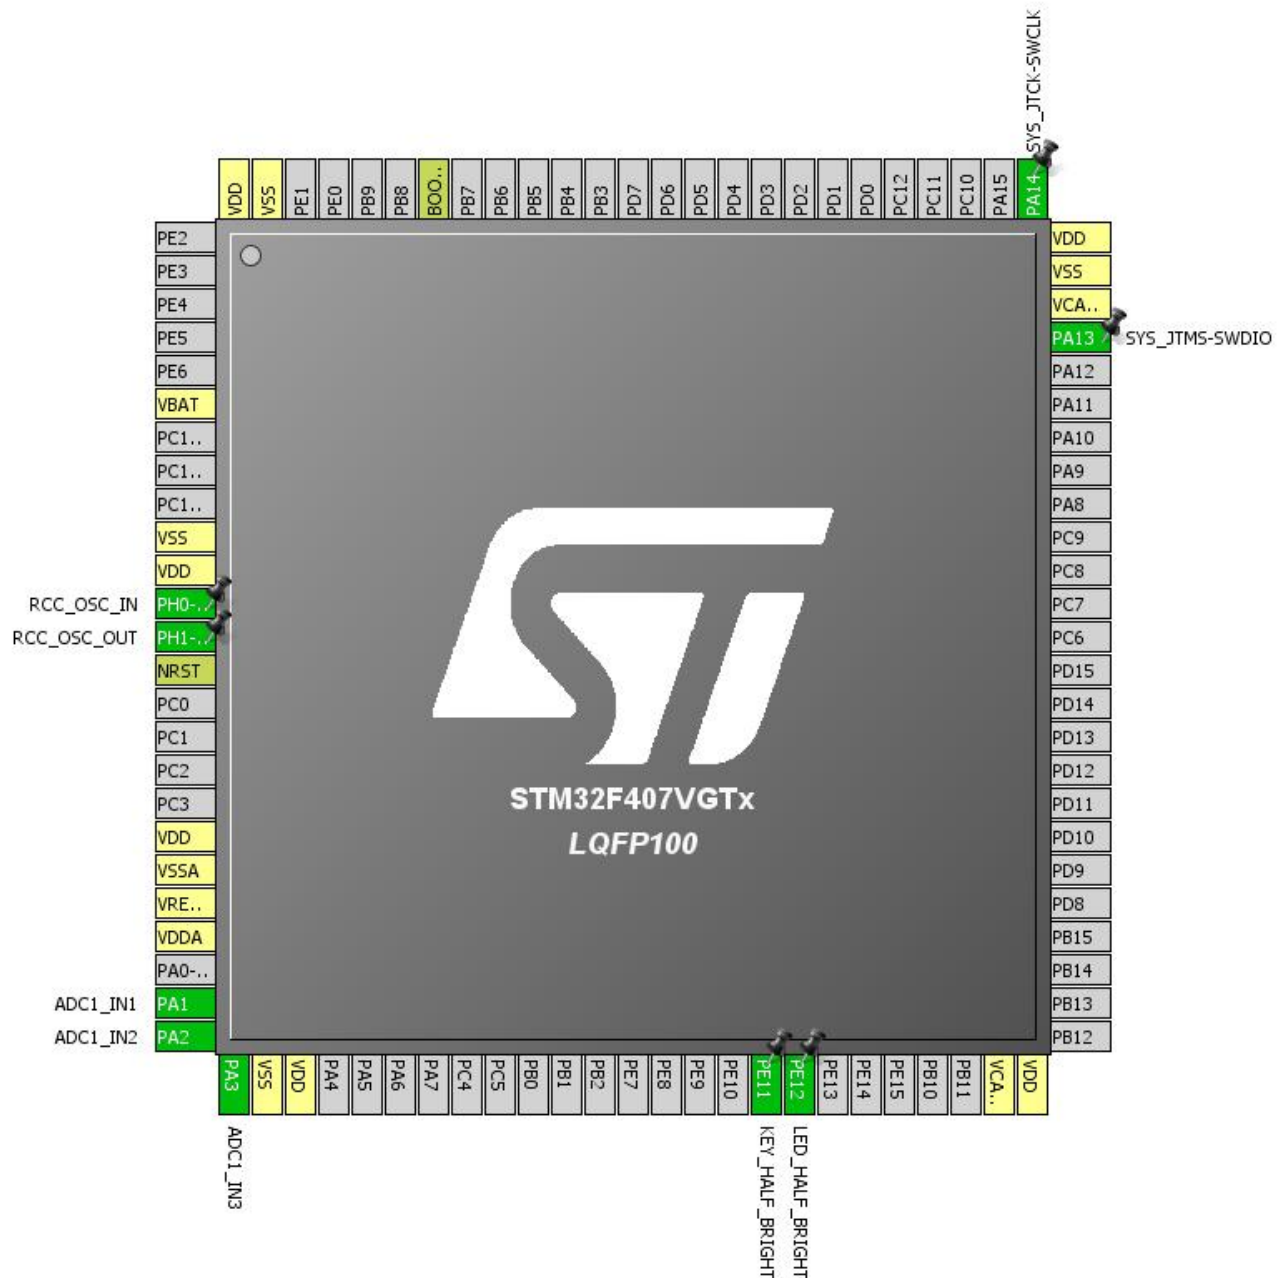 SYS_JTCK-SWCLK
VDD
VSS
PE1
PE0
PB9
PB8
BOO..
PB7
PB6
PB5
PB4
PB3
PD7
PD6
PD5
PD4
PD3
PD2
PD1
PD0
PC12
PC11
PC10
PA15
PA14
PE2
PE3
PE4
PE5
PE6
VBAT
PC1..
PC1..
PC1..
VSS
VDD
RCC_OSC_IN PH0-..
RCC_OSC_OUT PH1-..
NRST
PC0
PC1
PC2
PC3
VDD
VSSA
VRE..
VDDA
PA0-..
ADC1_IN1 PA1
ADC1_IN2 PA2
ST
STM32F407VGTx
LQFP100
VDD
VSS
VCA..
PA13 SYS_JTMS-SWDIO
PA12
PA11
PA10
PA9
PA8
PC9
PC8
PC7
PC6
PD15
PD14
PD13
PD12
PD11
PD10
PD9
PD8
PB15
PB14
PB13
PB12
PA3
VSS
VDD
PA4
PA5
PA6
PA7
PC4
PC5
PB0
PB1
PB2
PE7
PE8
PE9
PE10
PE11
PE12
PE13
PE14
PE15
PB10
PB11
VCA..
VDD
ADC1_IN3
KEY_HALF_BRIGHT
LED_HALF_BRIGHT